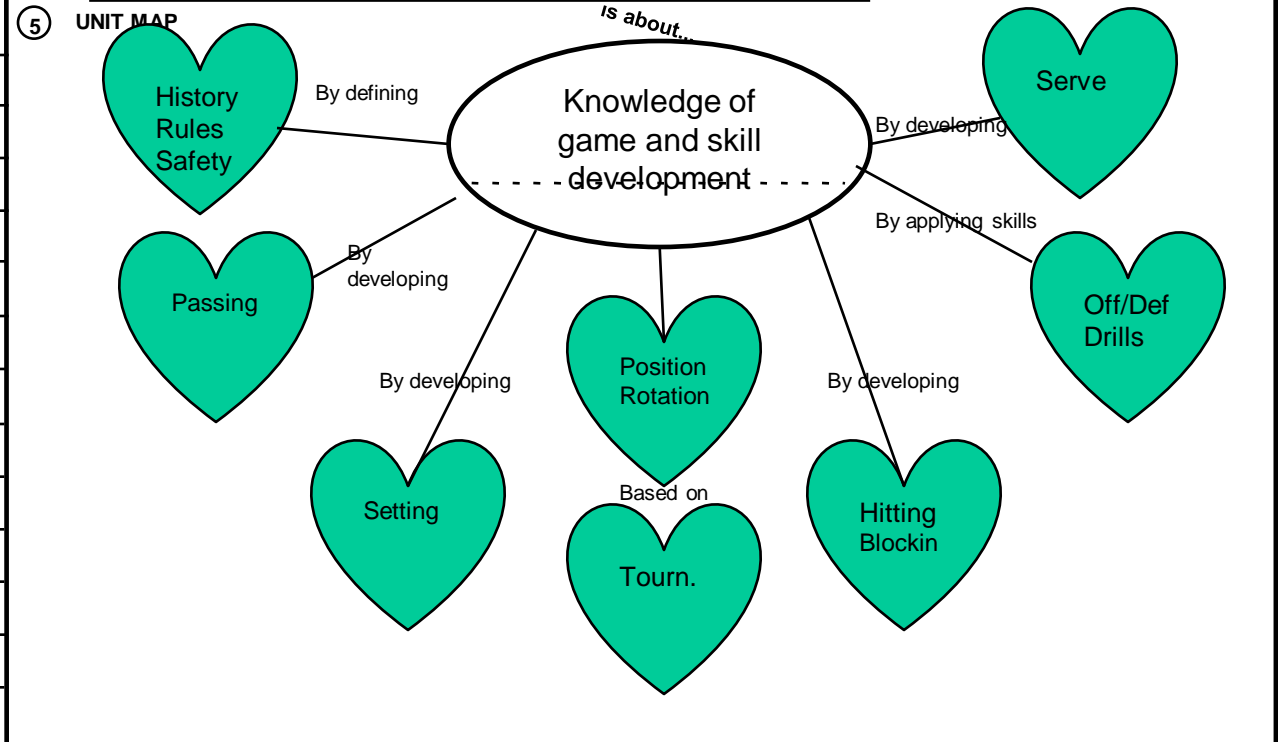 5 UNIT MAP
is about...
Knowledge of
game and skill
development
History
Rules
Safety
By defining
By developing
Serve
Passing
By
developing
By applying skills
Off/Def
Drills
By developing
Position
Rotation
By developing
Setting
Based on
Tourn.
Hitting
Blockin